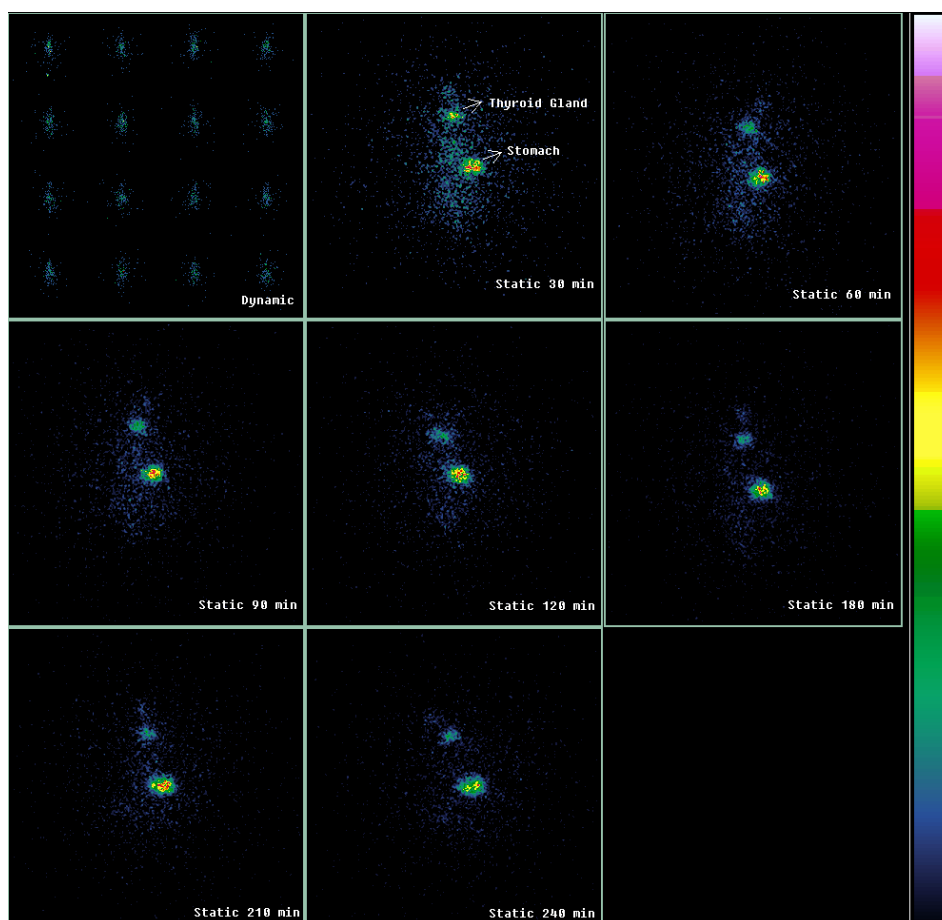 Thyroid Gland
Stomach
Dynamic
Static 30 min
Static 60 min
Static 90 min
Static 120 min
Static 180 min
Static 210 min
Static 240 min